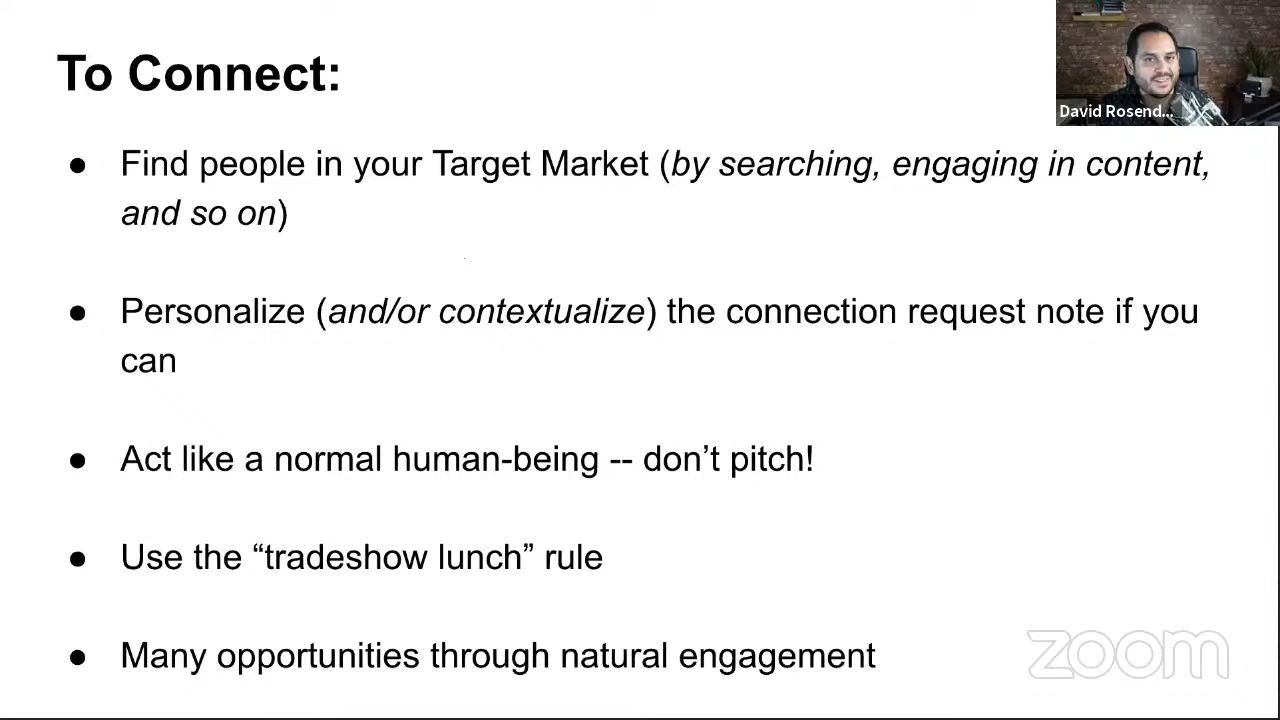 To Connect:
David Rosend...
● Find people in your Target Market (by searching, engaging in content,
and so on)
● Personalize (and/or contextualize) the connection request note if you
can
● Act like a normal human-being -- don’t pitch!
● Use the “tradeshow lunch” rule
● Many opportunities through natural engagement
zoom